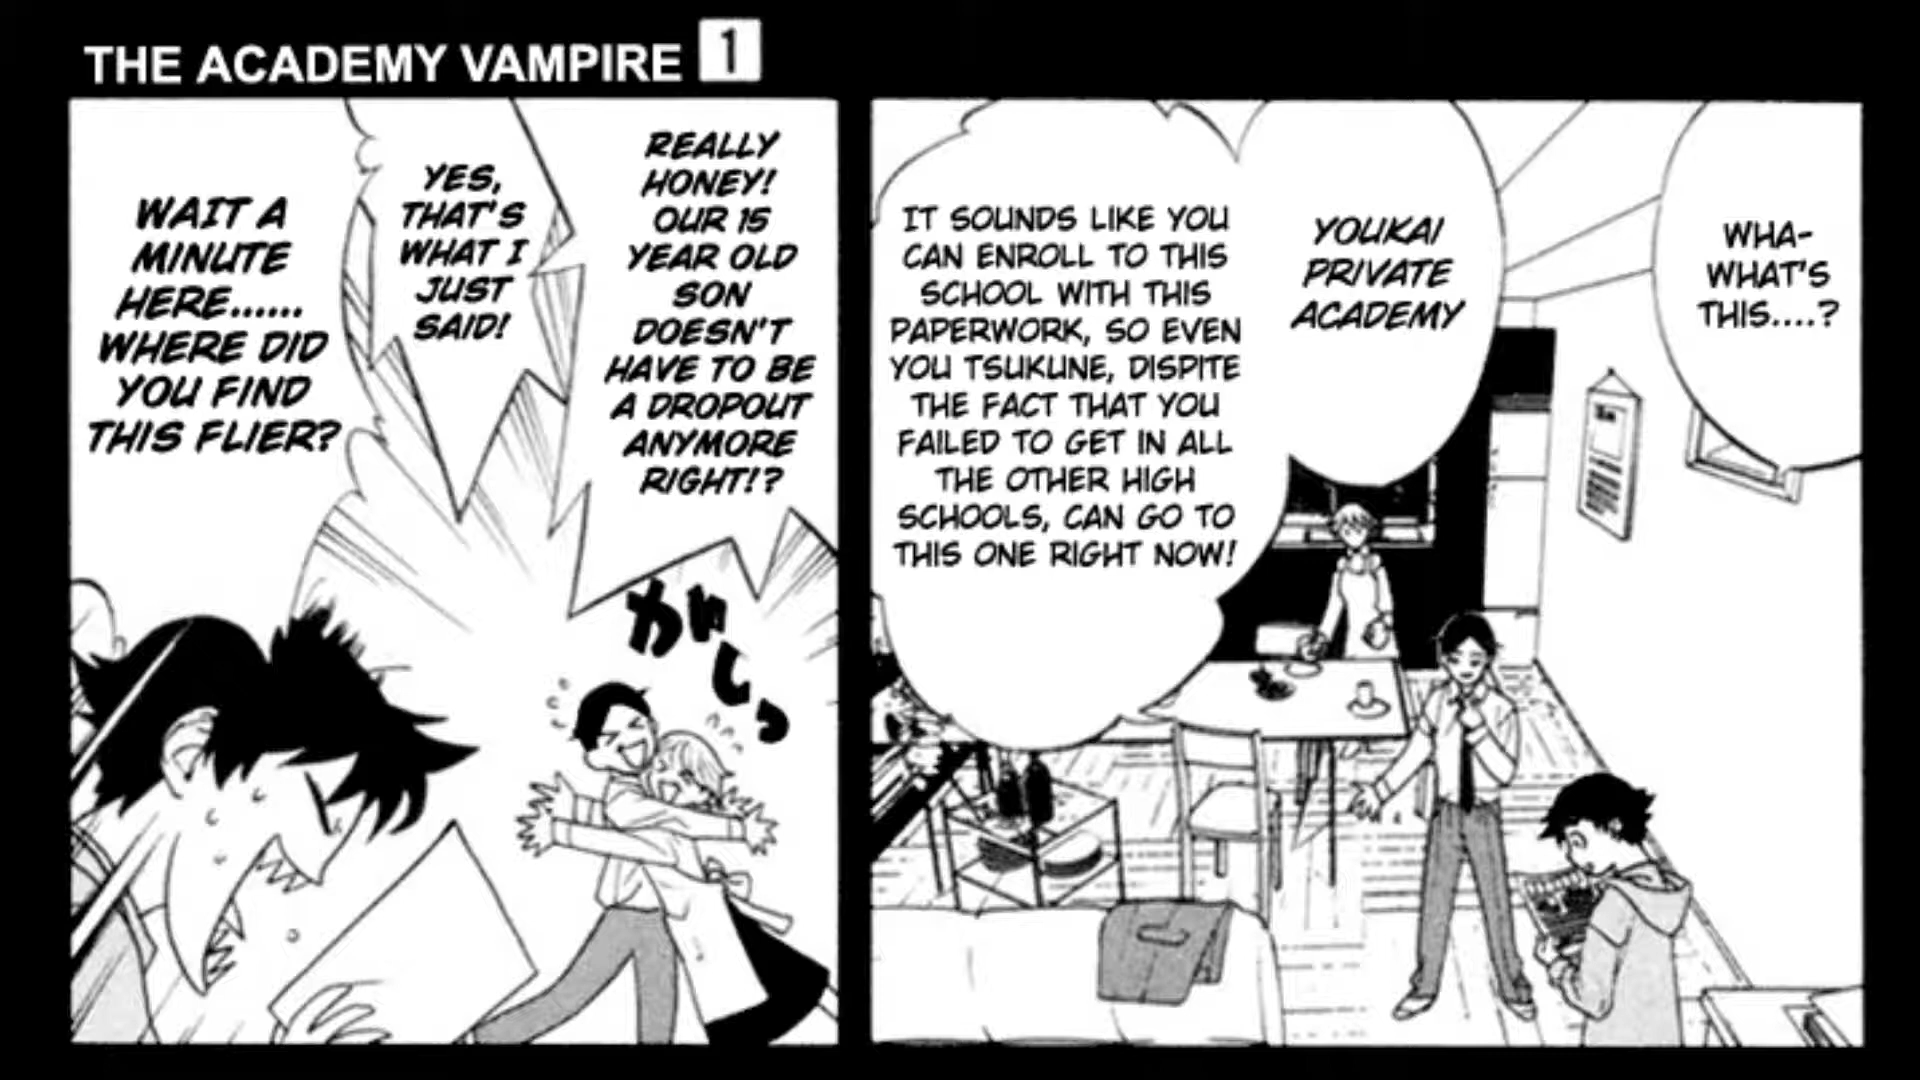 THE ACADEMY VAMPIRE 1
WHA-
WHAT'S
THIS....?
YOUKAI
PRIVATE
ACADEMY
IT SOUNDS LIKE YOU
CAN ENROLL TO THIS
SCHOOL WITH THIS
PAPERWORK, SO EVEN
YOU TSUKUNE, DISPITE
THE FACT THAT YOU
FAILED TO GET IN ALL
THE OTHER HIGH
SCHOOLS, CAN GO TO
THIS ONE RIGHT NOW!
REALLY
HONEY!
OUR 15
YEAR OLD
SON
DOESN'T
HAVE TO BE
A DROPOUT
ANYMORE
RIGHT!?
YES,
THAT'S
WHAT I
JUST
SAID!
WAIT A
MINUTE
HERE......
WHERE DID
YOU FIND
THIS FLIER?